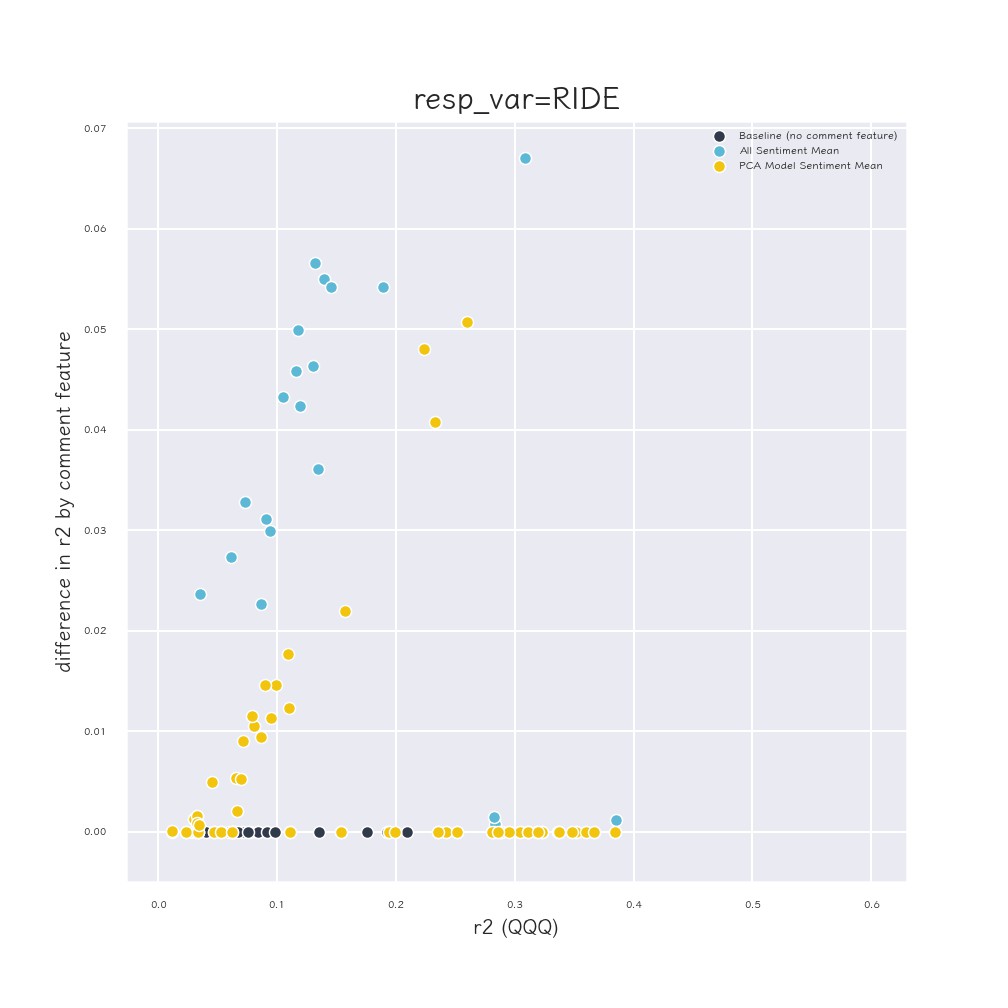 resp_var=RIDE
Baseline (no comment feature)
All Sentiment Mean
PCA Model Sentiment Mean
difference in r2 by comment feature
0.07
0.06
0.05
0.04
0.03
0.02
0.01
0.00
0.0 0.1 0.2 0.3 0.4 0.5 0.6
r2 (QQQ)